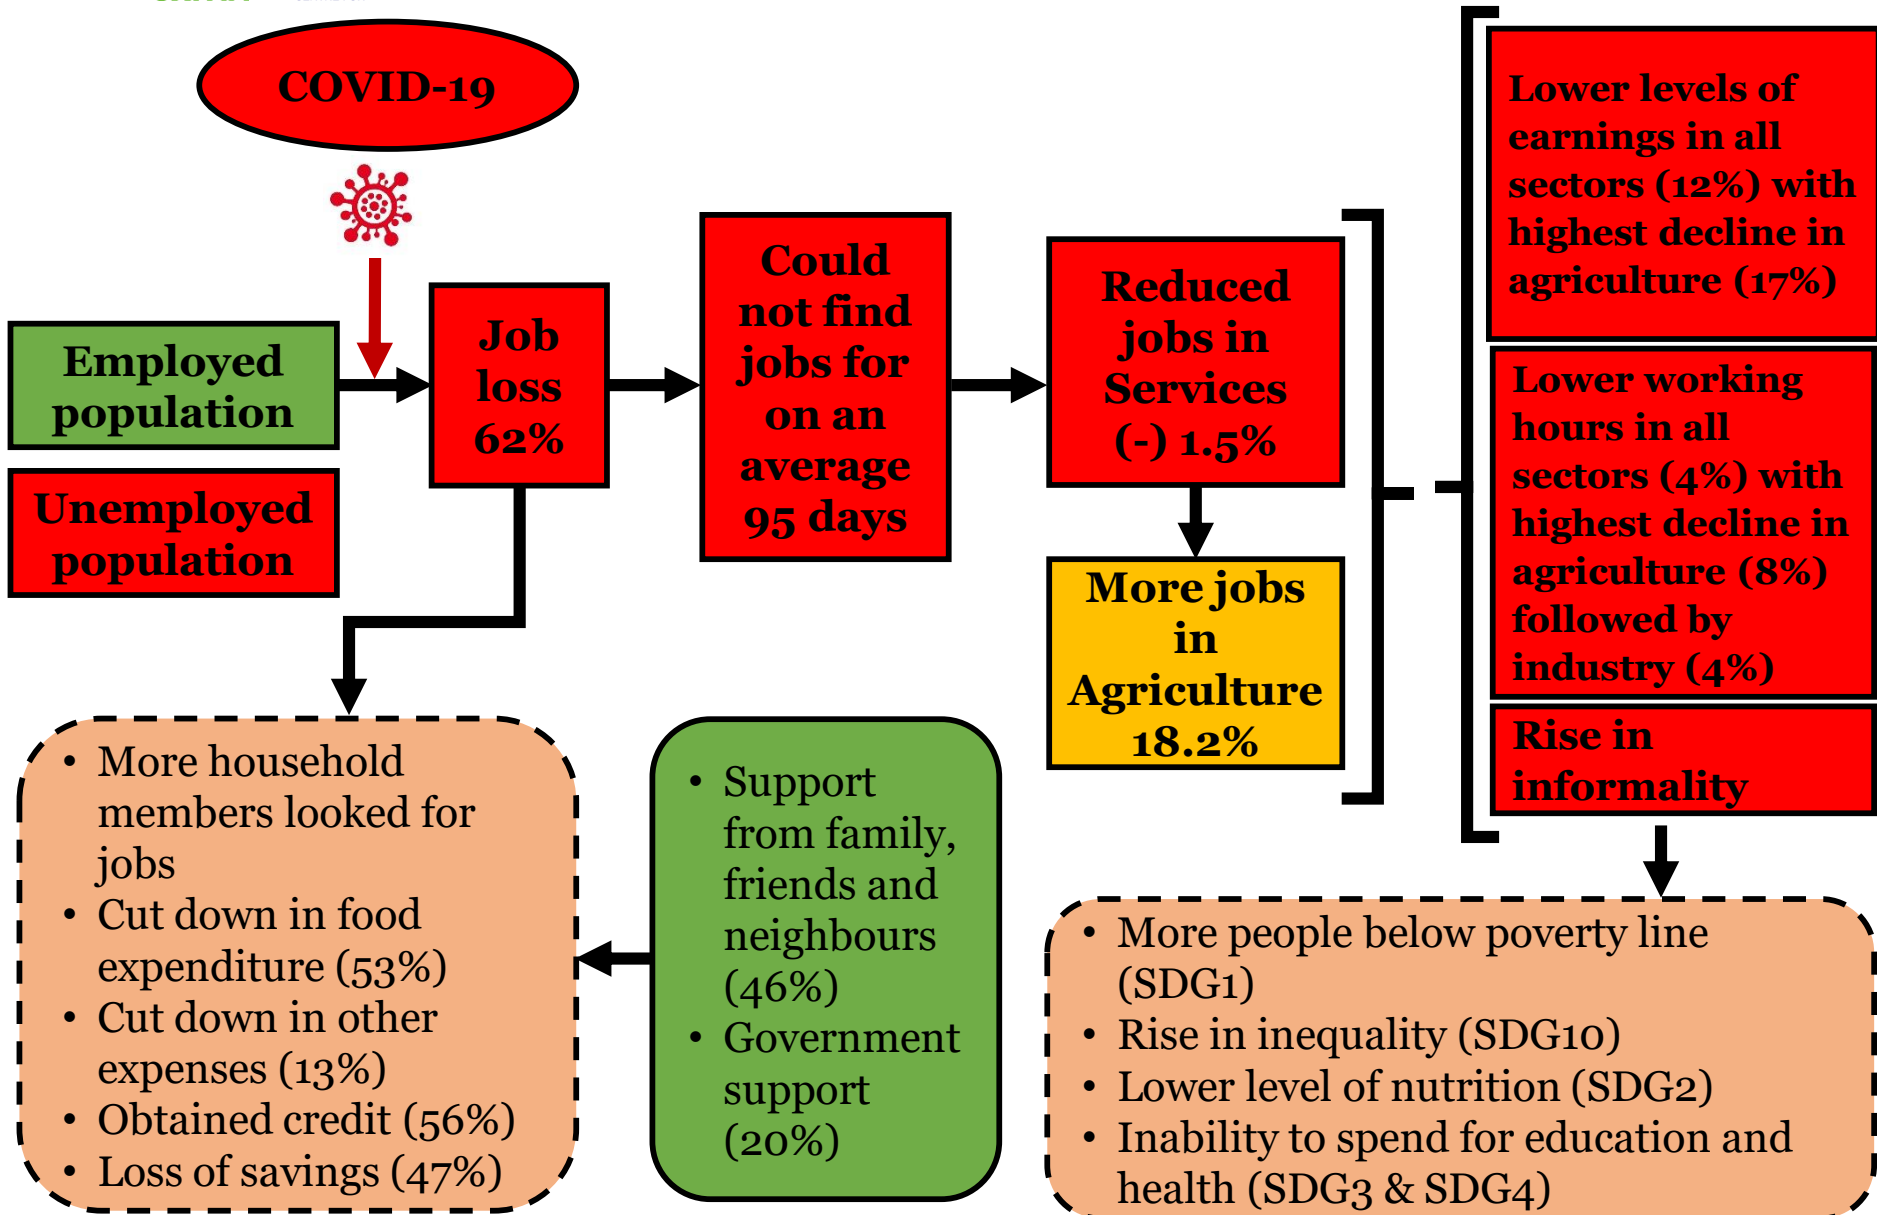 COVID-19
Employed
population
Unemployed
population
Job
loss
62%
Could
not find
jobs for
on an
average
95 days
Reduced
jobs in
Services
(-) 1.5%
More jobs
in
Agriculture
18.2%
Lower levels of
earnings in all
sectors (12%) with
highest decline in
agriculture (17%)
Lower working
hours in all
sectors (4%) with
highest decline in
agriculture (8%)
followed by
industry (4%)
Rise in
informality
• More household
members looked for
jobs
• Cut down in food
expenditure (53%)
• Cut down in other
expenses (13%)
• Obtained credit (56%)
• Loss of savings (47%)
• Support
from family,
friends and
neighbours
(46%)
• Government
support
(20%)
• More people below poverty line
(SDG1)
• Rise in inequality (SDG10)
• Lower level of nutrition (SDG2)
• Inability to spend for education and
health (SDG3 & SDG4)